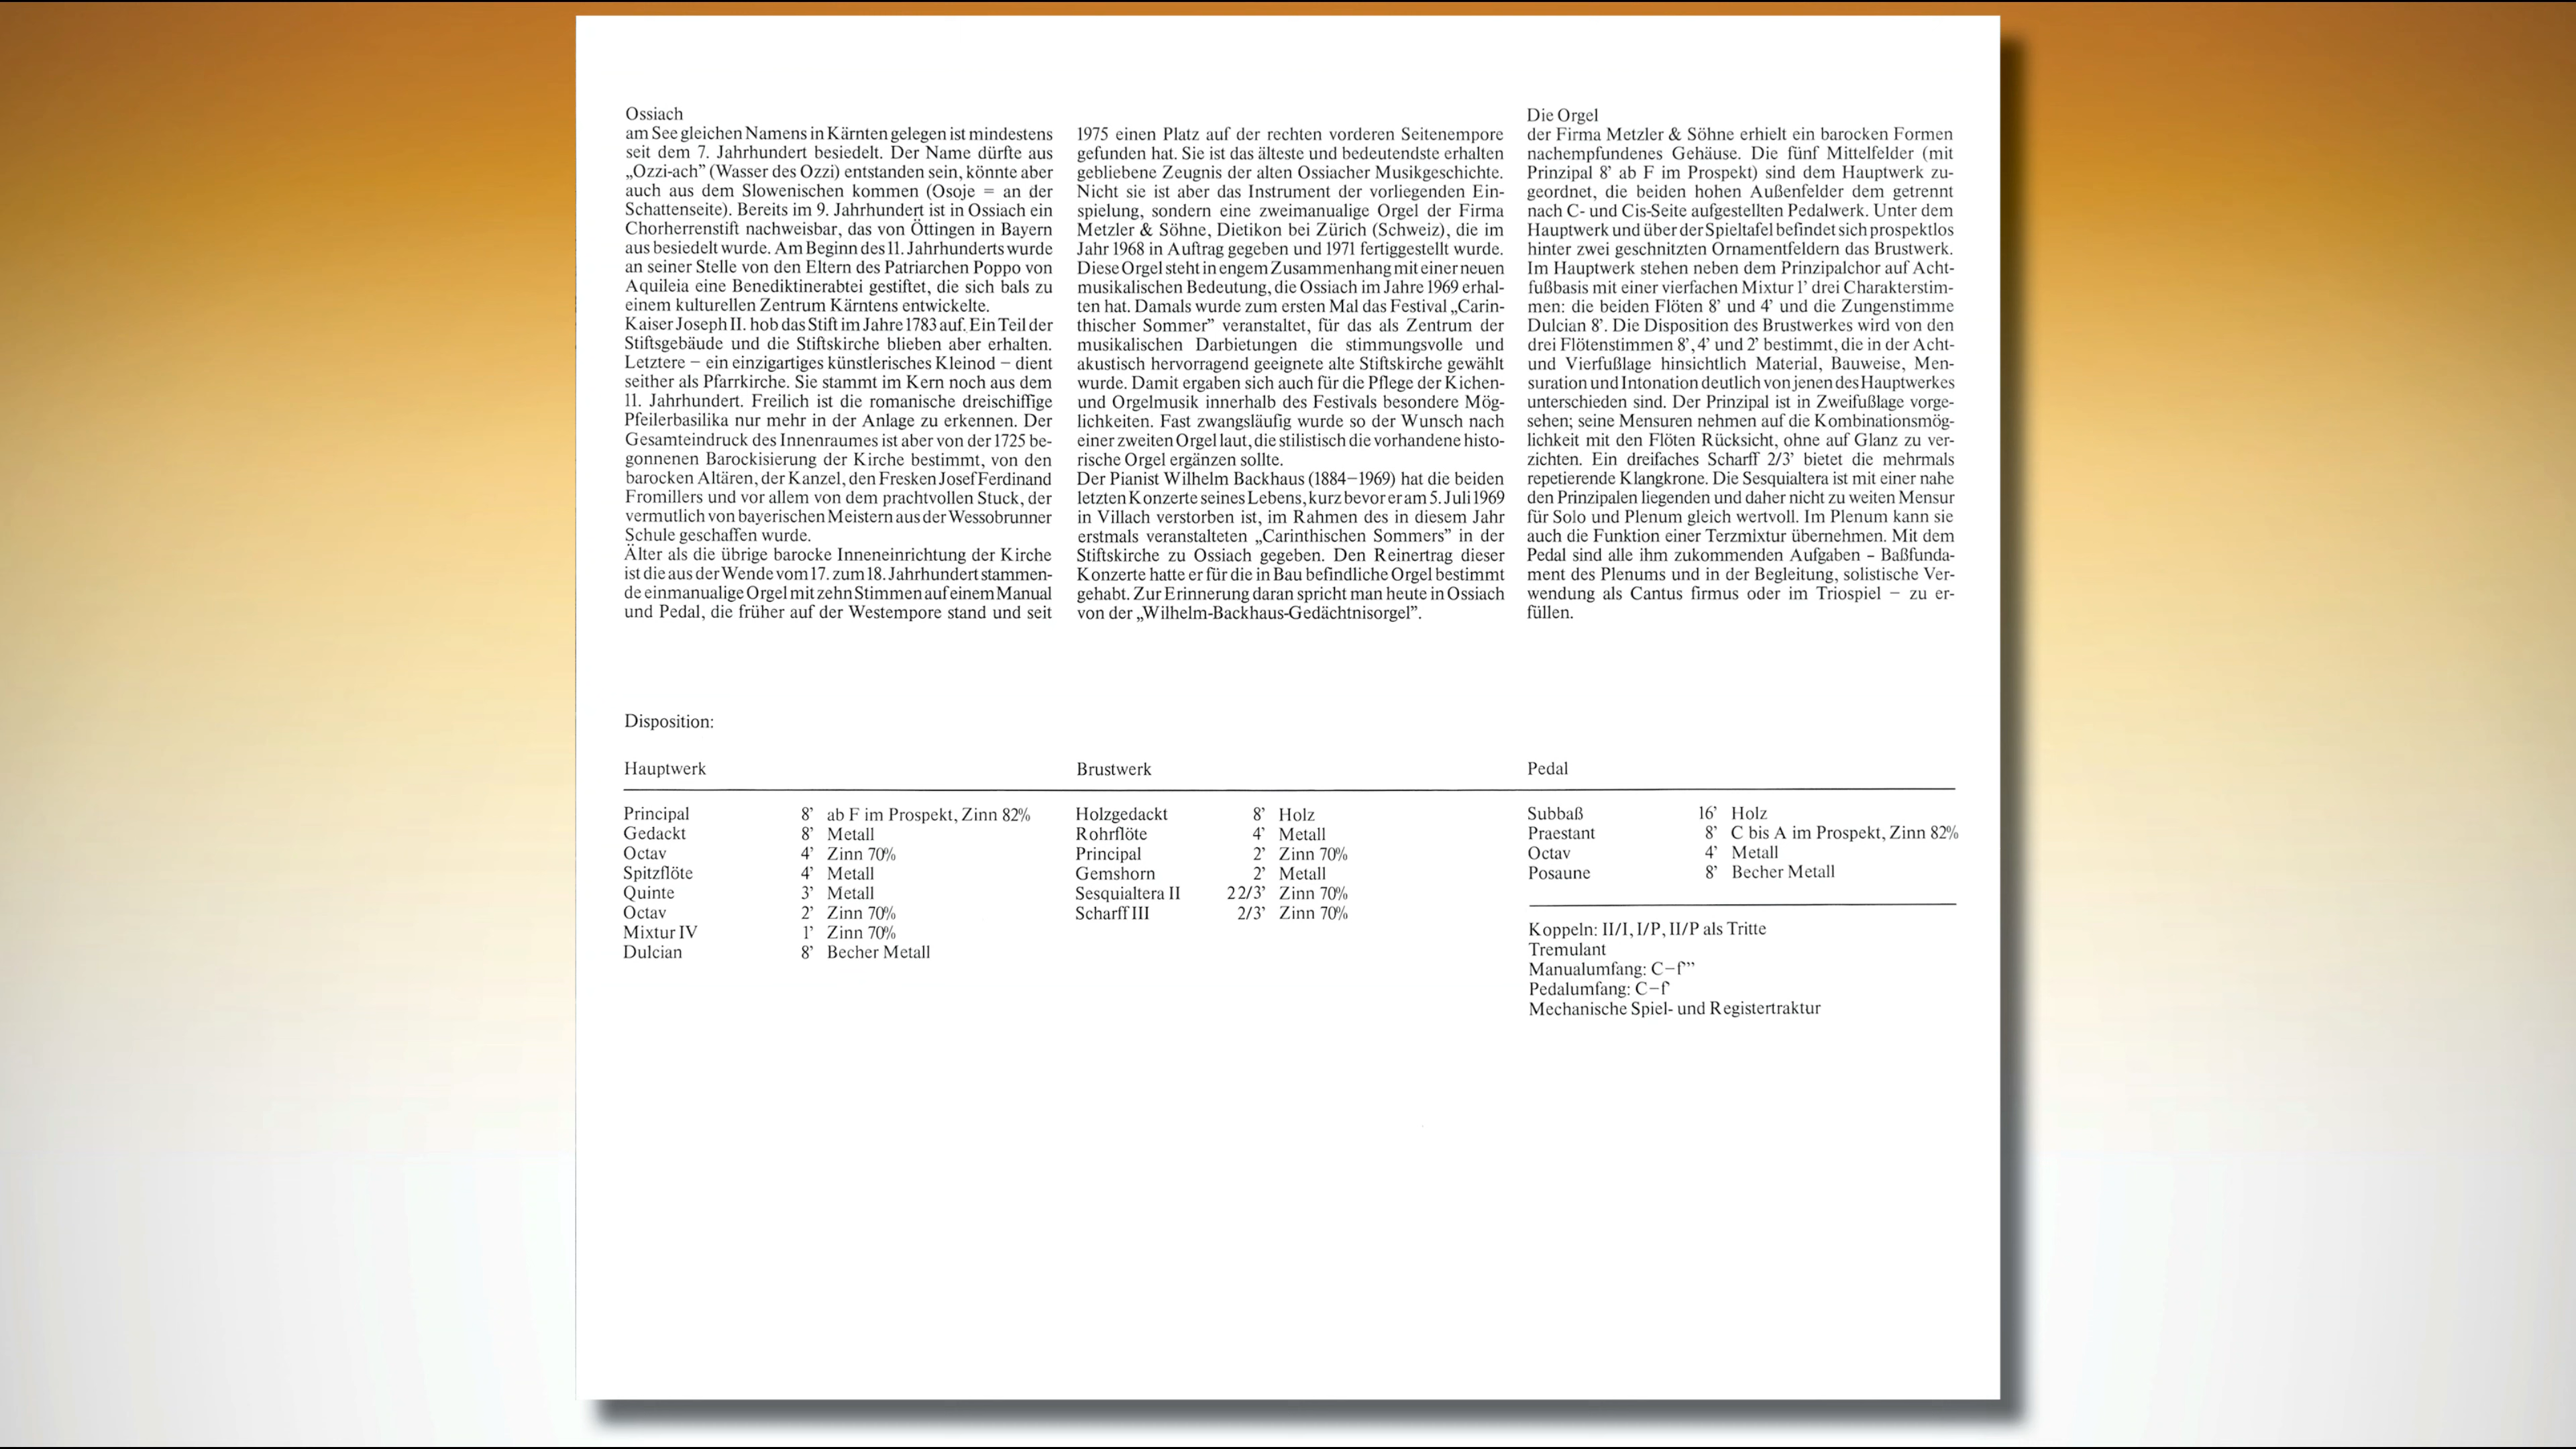 Ossiach
am See gleichen Namens in Kärnten gelegen ist mindestens
seit dem 7. Jahrhundert besiedelt. Der Name dürfte aus
„Ozzi-ach” (Wasser des Ozzi) entstanden sein, könnte aber
auch aus dem Slowenischen kommen (Osoje = an der
Schattenseite). Bereits im 9. Jahrhundert ist in Ossiach ein
Chorherrenstift nachweisbar, das von Öttingen in Bayern
aus besiedelt wurde. Am Beginn des 11. Jahrhunderts wurde
an seiner Stelle von den Eltern des Patriarchen Poppo von
Aquileia eine Benediktinerabtei gestiftet, die sich bals zu
einem kulturellen Zentrum Kärntens entwickelte.
Kaiser Joseph II. hob das Stift im Jahre 1783 auf. Ein Teil der
Stiftsgebäude und die Stiftskirche blieben aber erhalten.
Letztere – ein einzigartiges künstlerisches Kleinod – dient
seither als Pfarrkirche. Sie stammt im Kern noch aus dem
11. Jahrhundert. Freilich ist die romanische dreischiffige
Pfeilerbasilika nur mehr in der Anlage zu erkennen. Der
Gesamteindruck des Innenraumes ist aber von der 1725 be-
gonnenen Barockisierung der Kirche bestimmt, von den
barocken Altären, der Kanzel, den Fresken Josef Ferdinand
Fromillers und vor allem von dem prachtvollen Stuck, der
vermutlich von bayerischen Meistern aus der Wessobrunner
Schule geschaffen wurde.
Älter als die übrige barocke Inneneinrichtung der Kirche
ist die aus der Wende vom 17. zum 18. Jahrhundert stammen-
de einmanualige Orgel mit zehn Stimmen auf einem Manual
und Pedal, die früher auf der Westempore stand und seit
1975 einen Platz auf der rechten vorderen Seitenempore
gefunden hat. Sie ist das älteste und bedeutendste erhalten
gebliebene Zeugnis der alten Ossiacher Musikgeschichte.
Nicht sie ist aber das Instrument der vorliegenden Ein-
spielung, sondern eine zweimanualige Orgel der Firma
Metzler & Söhne, Dietikon bei Zürich (Schweiz), die im
Jahr 1968 in Auftrag gegeben und 1971 fertiggestellt wurde.
Diese Orgel steht in engem Zusammenhang mit einer neuen
musikalischen Bedeutung, die Ossiach im Jahre 1969 erhal-
ten hat. Damals wurde zum ersten Mal das Festival „Carin-
thischer Sommer” veranstaltet, für das als Zentrum der
musikalischen Darbietungen die stimmungsvolle und
akustisch hervorragend geeignete alte Stiftskirche gewählt
wurde. Damit ergaben sich auch für die Pflege der Kichen-
und Orgelmusik innerhalb des Festivals besondere Mög-
lichkeiten. Fast zwangsläufig wurde so der Wunsch nach
einer zweiten Orgel laut, die stilistisch die vorhandene histo-
rische Orgel ergänzen sollte.
Der Pianist Wilhelm Backhaus (1884–1969) hat die beiden
letzten Konzerte seines Lebens, kurz bevor er am 5. Juli 1969
in Villach verstorben ist, im Rahmen des in diesem Jahr
erstmals veranstalteten „Carinthischen Sommers” in der
Stiftskirche zu Ossiach gegeben. Den Reinertrag dieser
Konzerte hatte er für die in Bau befindliche Orgel bestimmt
gehabt. Zur Erinnerung daran spricht man heute in Ossiach
von der „Wilhelm-Backhaus-Gedächtnisorgel”.
Die Orgel
der Firma Metzler & Söhne erhielt ein barocken Formen
nachempfundenes Gehäuse. Die fünf Mittelfelder (mit
Prinzipal 8’ ab F im Prospekt) sind dem Hauptwerk zu-
geordnet, die beiden hohen Außenfelder dem getrennt
nach C- und Cis-Seite aufgestellten Pedalwerk. Unter dem
Hauptwerk und über der Spieltafel befindet sich prospektlos
hinter zwei geschnitzten Ornamentfeldern das Brustwerk.
Im Hauptwerk stehen neben dem Prinzipalchor auf Acht-
fußbasis mit einer vierfachen Mixtur 1’ drei Charakterstim-
men: die beiden Flöten 8’ und 4’ und die Zungenstimme
Dulcian 8’. Die Disposition des Brustwerkes wird von den
drei Flötenstimmen 8’, 4’ und 2’ bestimmt, die in der Acht-
und Vierfußlage hinsichtlich Material, Bauweise, Men-
suration und Intonation deutlich von jenen des Hauptwerkes
unterschieden sind. Der Prinzipal ist in Zweifußlage vorge-
sehen; seine Mensuren nehmen auf die Kombinationsmög-
lichkeit mit den Flöten Rücksicht, ohne auf Glanz zu ver-
zichten. Ein dreifaches Scharff 2/3’ bietet die mehrmals
repetierende Klangkrone. Die Sesquialtera ist mit einer nahe
den Prinzipalen liegenden und daher nicht zu weiten Mensur
für Solo und Plenum gleich wertvoll. Im Plenum kann sie
auch die Funktion einer Terzmixtur übernehmen. Mit dem
Pedal sind alle ihm zukommenden Aufgaben – Baßfunda-
ment des Plenums und in der Begleitung, solistische Ver-
wendung als Cantus firmus oder im Triospiel – zu er-
füllen.
Disposition:
Hauptwerk
Principal 8’ ab F im Prospekt, Zinn 82%
Gedackt 8’ Metall
Octav 4’ Zinn 70%
Spitzflöte 4’ Metall
Quinte 3’ Metall
Octav 2’ Zinn 70%
Mixtur IV 1’ Zinn 70%
Dulcian 8’ Becher Metall
Brustwerk
Holzgedackt 8’ Holz
Rohrflöte 4’ Metall
Principal 2’ Zinn 70%
Gemshorn 2’ Metall
Sesquialtera II 2 2/3’ Zinn 70%
Scharff III 2/3’ Zinn 70%
Pedal
Subbaß 16’ Holz
Praestant 8’ C bis A im Prospekt, Zinn 82%
Octav 4’ Metall
Posaune 8’ Becher Metall
Koppeln: II/I, I/P, II/P als Tritte
Tremulant
Manualumfang: C–f’’’
Pedalumfang: C–f’
Mechanische Spiel- und Registertraktur